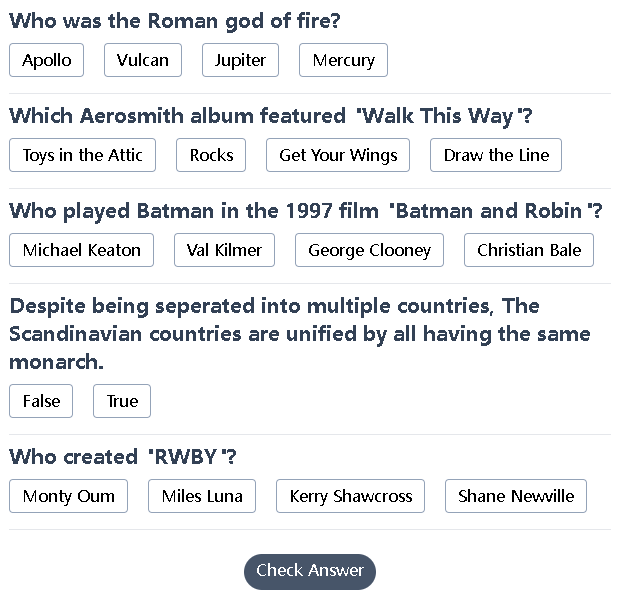 Who was the Roman god of fire?
Apollo Vulcan Jupiter Mercury
Which Aerosmith album featured "Walk This Way"?
Toys in the Attic Rocks Get Your Wings Draw the Line
Who played Batman in the 1997 film "Batman and Robin"?
Michael Keaton Val Kilmer George Clooney Christian Bale
Despite being seperated into multiple countries, The
Scandinavian countries are unified by all having the same
monarch.
False True
Who created "RWBY"?
Monty Oum Miles Luna Kerry Shawcross Shane Newville
Check Answer